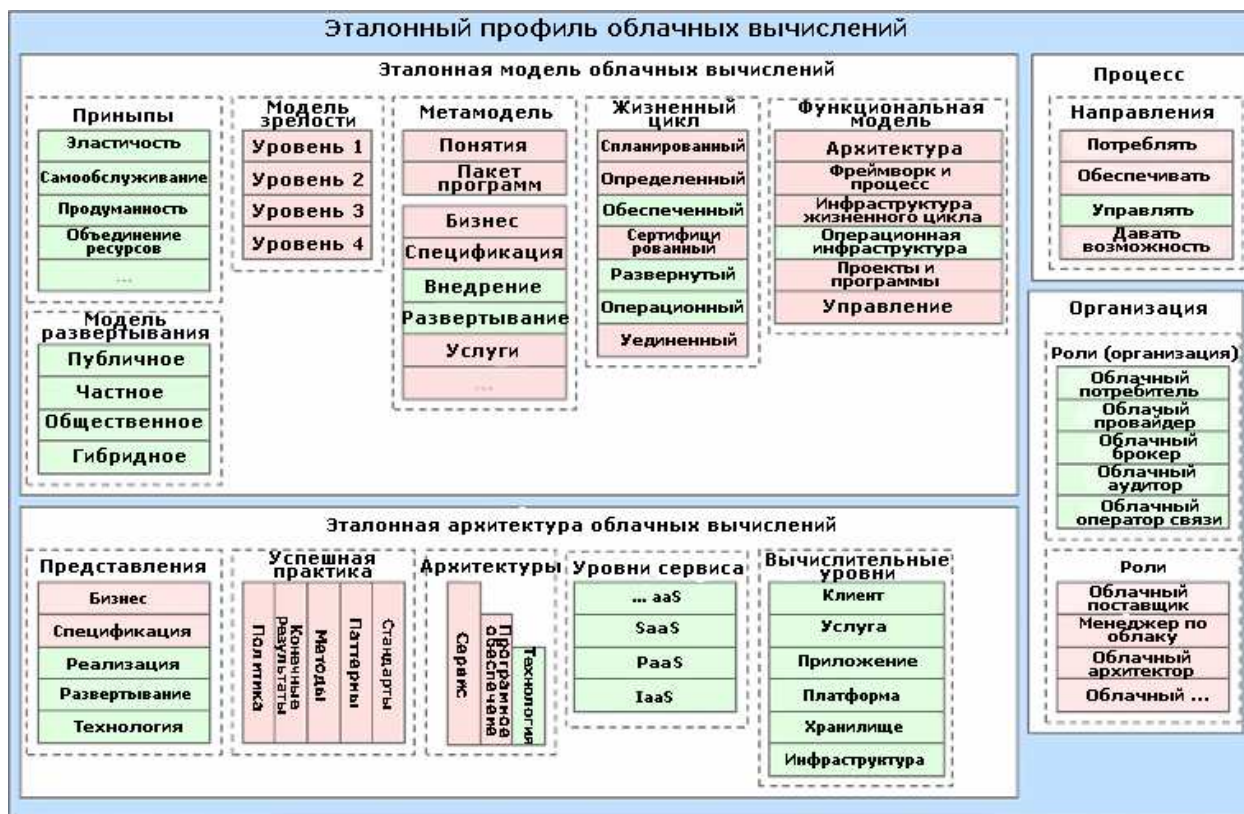 Эталонный профиль облачных вычислений
Эталонная модель облачных вычислений
Приныпы
Эластичость
Самообслуживание
Продуманность
Объединение
ресурсов
...
Модель
развертывания
Публичное
Частное
Общественное
Гибридное
Модель
зрелости
Уровень 1
Уровень 2
Уровень 3
Уровень 4
Метамодель
Понятия
Пакет
программ
Бизнес
Спецификация
Внедрение
Развертывание
Услуги
...
Жизненный
цикл
Спланированный
Определенный
Обеспеченный
Сертифици
рованный
Развернутый
Операционный
Уединенный
Функциональная
модель
Архитектура
Фреймворк и
процесс
Инфраструктура
жизненного цикла
Операционная
инфраструктура
Проекты и
программы
Управление
Процесс
Направления
Потреблять
Обеспечивать
Управлять
Давать
возможность
Организация
Роли (организация)
Облачный
потребитель
Облачый
провайдер
Облачный
брокер
Облачный
аудитор
Облачный
оператор связи
Роли
Облачный
поставщик
Менеджер по
облаку
Облачный
архитектор
Облачный ...
Эталонная архитектура облачных вычислений
Представления
Бизнес
Спецификация
Реализация
Развертывание
Технология
Успешная
практика
Политика
Конечные
результаты
Методы
Паттерны
Стандарты
Архитектуры
Сервис
Программное
обеспечение
Технология
Уровни сервиса
... aaS
SaaS
PaaS
IaaS
Вычислительные
уровни
Клиент
Услуга
Приложение
Платформа
Хранилище
Инфраструктура